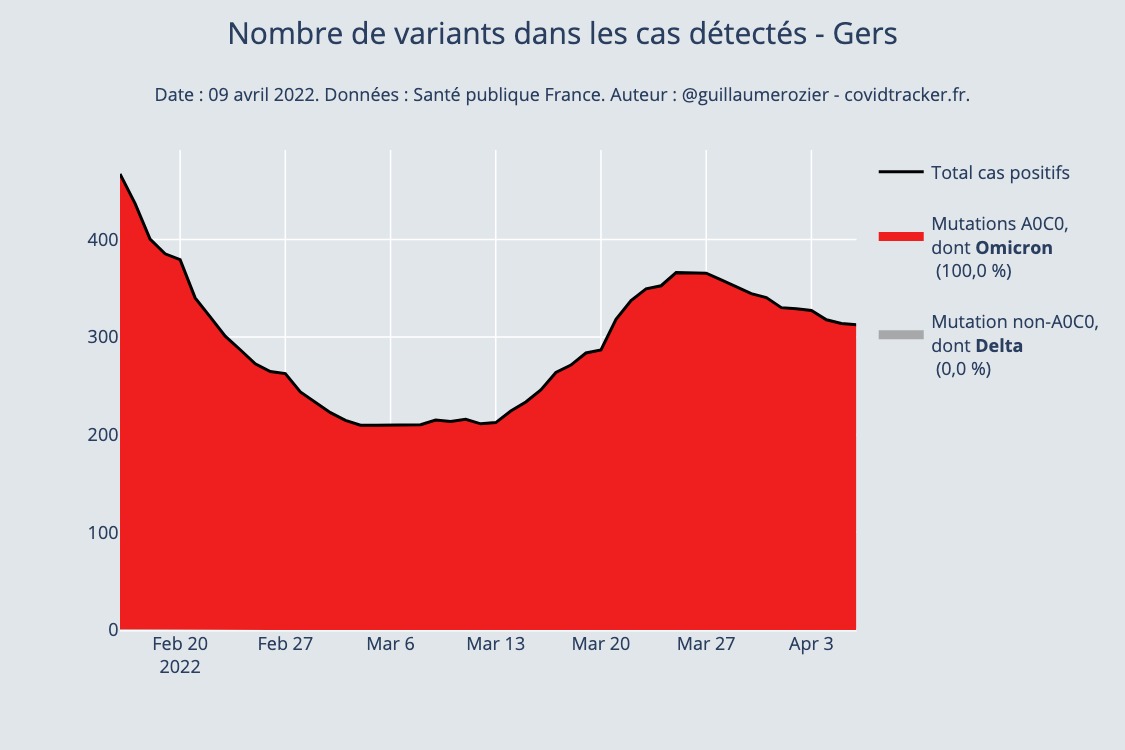 Nombre de variants dans les cas détectés - Gers
Date : 09 avril 2022. Données : Santé publique France. Auteur : @guillaumerozier - covidtracker.fr.
Total cas positifs
Mutations A0C0,
dont Omicron
(100,0 %)
Mutation non-A0C0,
dont Delta
(0,0 %)
400
300
200
100
0
Feb 20
2022
Feb 27
Mar 6
Mar 13
Mar 20
Mar 27
Apr 3